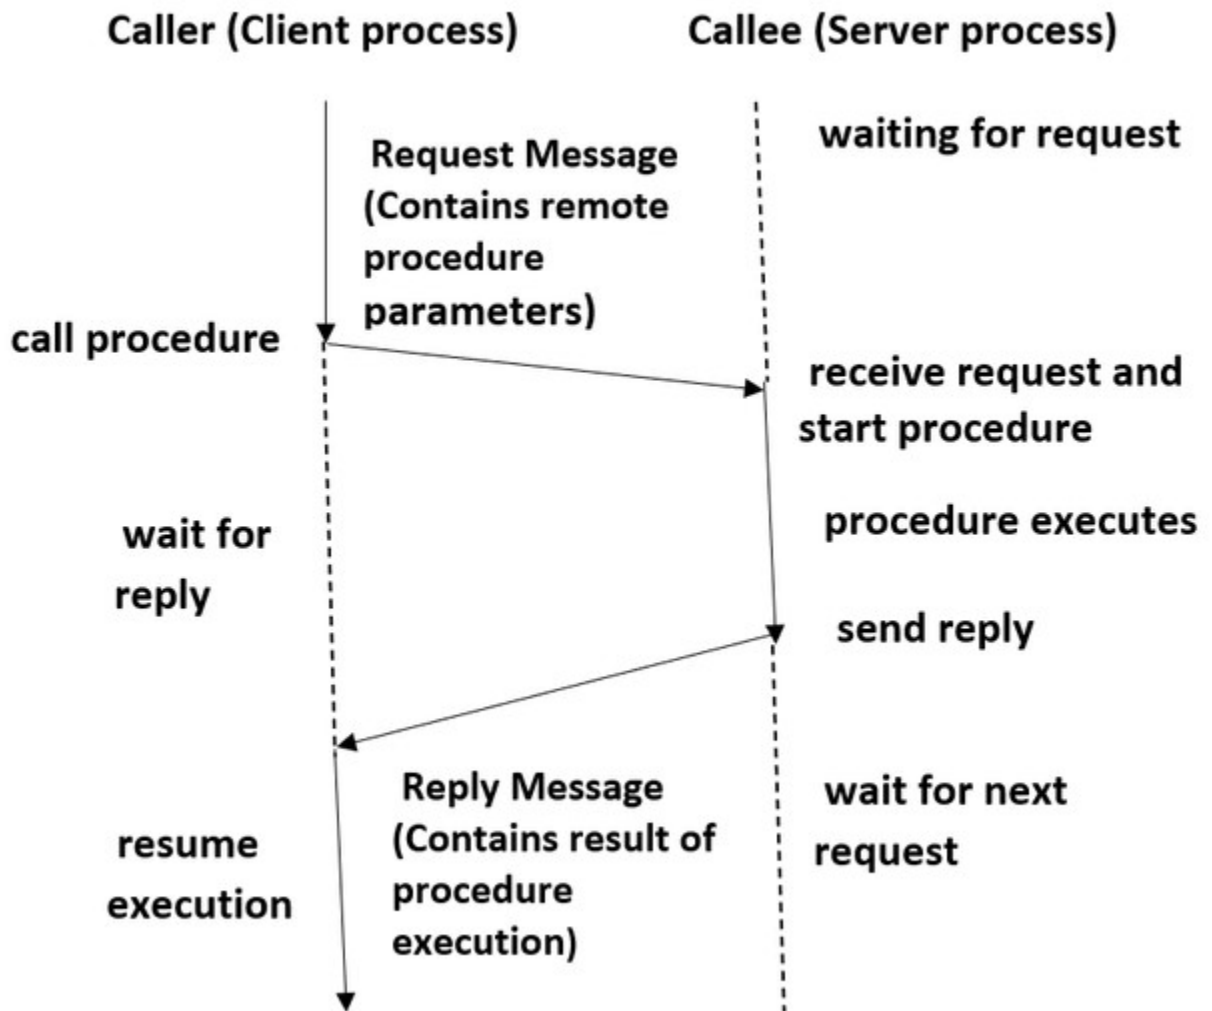 Caller (Client process)
Callee (Server process)
waiting for request
Request Message
(Contains remote
procedure
parameters)
call procedure
receive request and
start procedure
procedure executes
wait for
reply
send reply
Reply Message
(Contains result of
procedure
execution)
wait for next
request
resume
execution